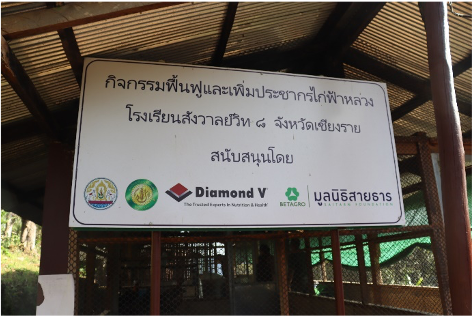 กิจกรรมฟื้นฟูและเพิ่มประชากรไก่ฟ้าหลวง
โรงเรียนสังวาลย์วิท ๘ จังหวัดเชียงราย
สนับสนุนโดย
Diamond V
The Trusted Experts In Nutrition & Health
BETAGRO
มูลนิธิสายธาร
SAITARN FOUNDATION